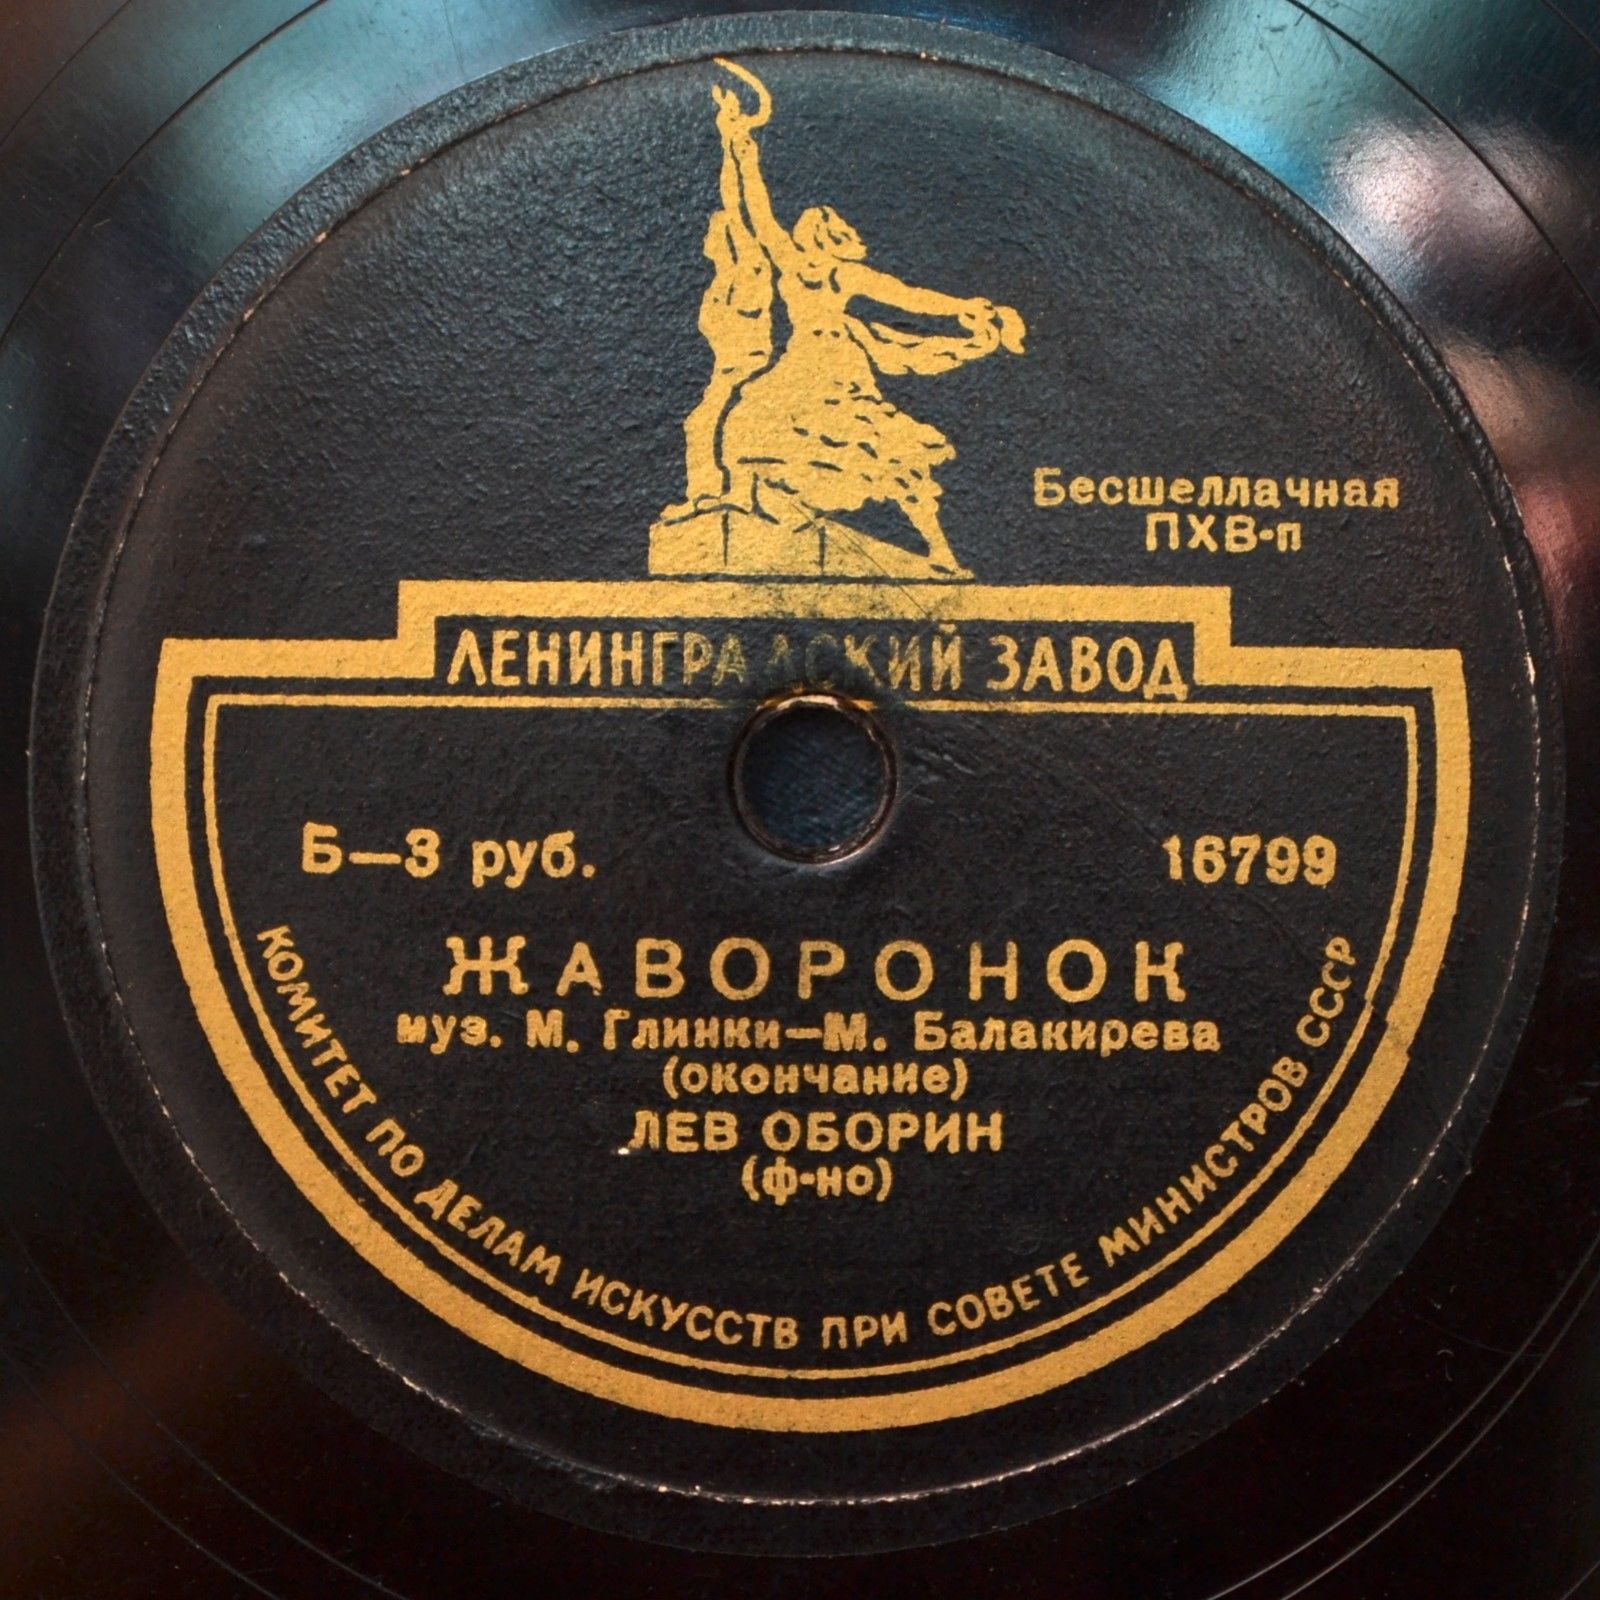 Бесшеллачная
ПХВ-п
ЛЕНИНГРАДСКИЙ ЗАВОД
Б—3 руб.
16799
ЖАВОРОНОК
муз. М. Глинки—М. Балакирева
(окончание)
ЛЕВ ОБОРИН
(ф-но)
КОМИТЕТ ПО ДЕЛАМ ИСКУССТВ ПРИ СОВЕТЕ МИНИСТРОВ СССР